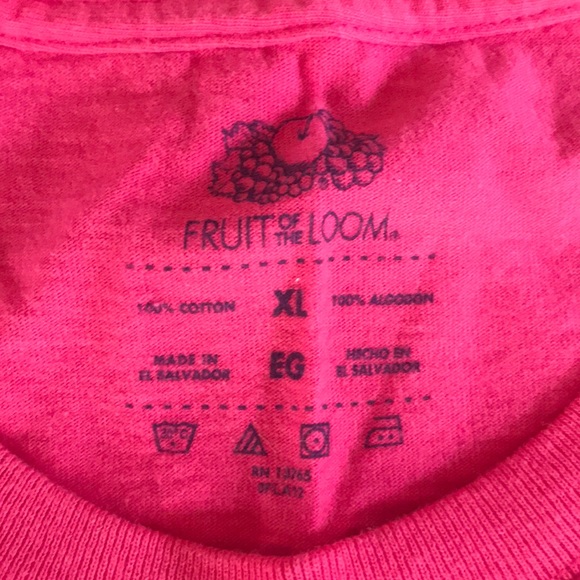 FRUIT OF THE LOOM®
100% COTTON XL 100% ALGODON
MADE IN EL SALVADOR EG HECHO EN EL SALVADOR
RN 13765